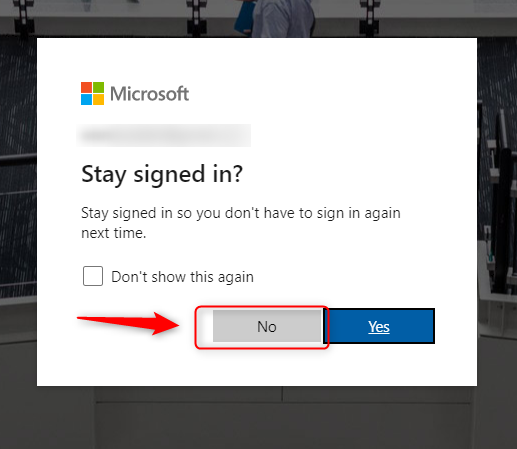 Microsoft
Stay signed in?
Stay signed in so you don't have to sign in again
next time.
Don't show this again
No
Yes